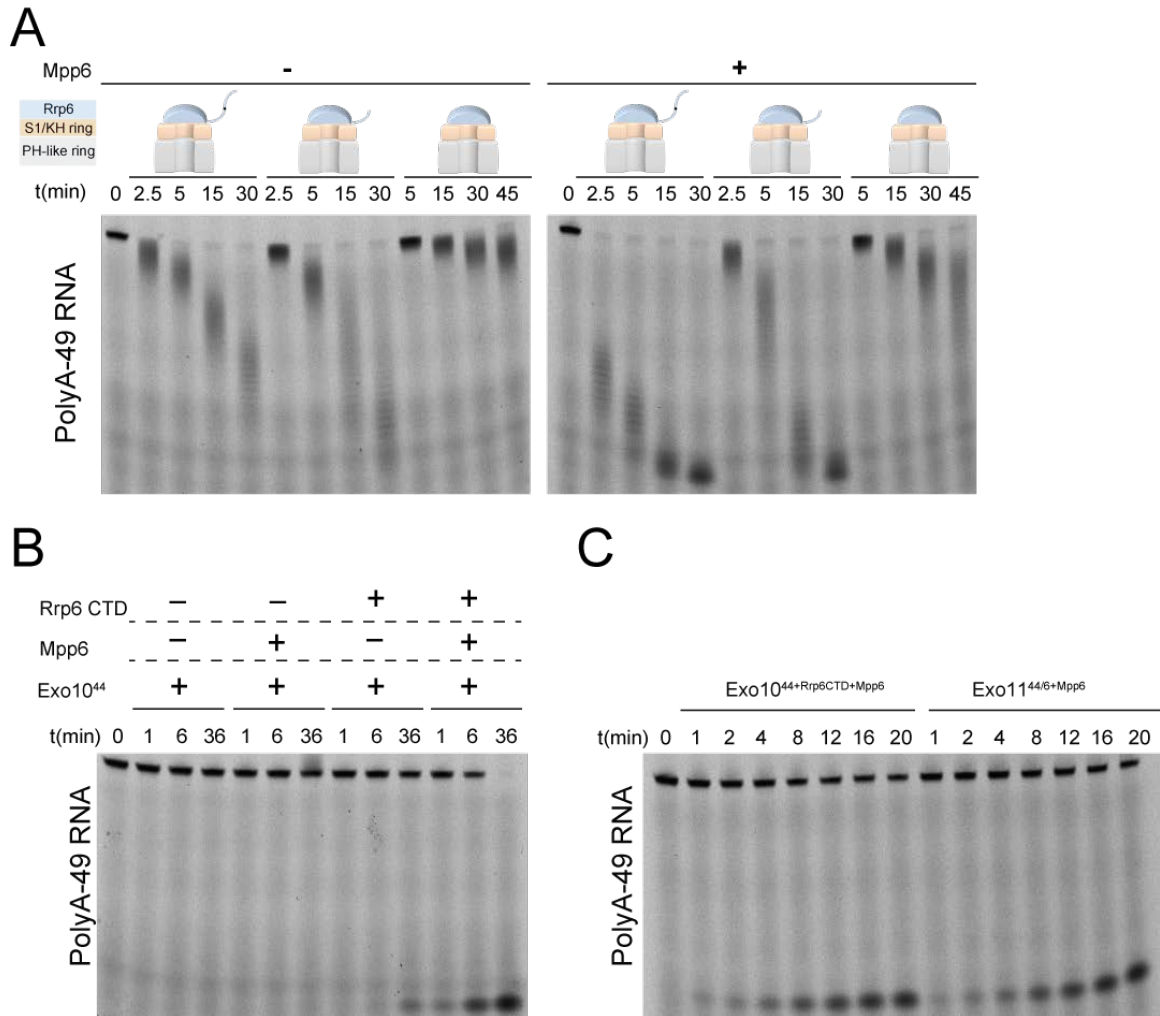 A
Mpp6 - +
Rrp6
S1/KH ring
PH-like ring
t(min) 0 2.5 5 15 30 2.5 5 15 30 5 15 30 45 0 2.5 5 15 30 2.5 5 15 30 5 15 30 45
PolyA-49 RNA
B
Rrp6 CTD − − + +
Mpp6 − + − +
Exo10⁴⁴ + + + +
t(min) 0 1 6 36 1 6 36 1 6 36 1 6 36
PolyA-49 RNA
C
Exo10⁴⁴⁺ᴿʳᵖ⁶ᶜᵀᴰ⁺ᴹᵖᵖ⁶ Exo11⁴⁴ᐟ⁶⁺ᴹᵖᵖ⁶
t(min) 0 1 2 4 8 12 16 20 1 2 4 8 12 16 20
PolyA-49 RNA